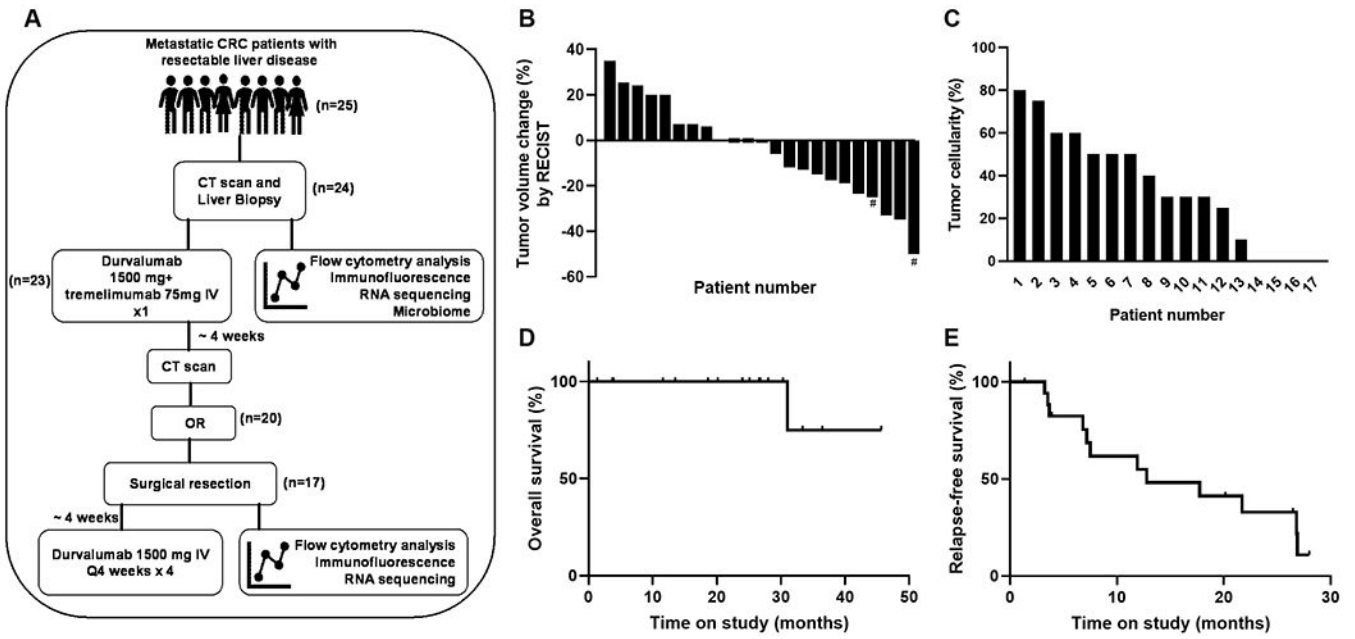 A
Metastatic CRC patients with
resectable liver disease
(n=25)
CT scan and
Liver Biopsy
(n=24)
(n=23)
Durvalumab
1500 mg+
tremelimumab 75mg IV
x1
Flow cytometry analysis
Immunofluorescence
RNA sequencing
Microbiome
~ 4 weeks
CT scan
OR
(n=20)
Surgical resection
(n=17)
~ 4 weeks
Durvalumab 1500 mg IV
Q4 weeks x 4
Flow cytometry analysis
Immunofluorescence
RNA sequencing
B
Tumor volume change (%)
by RECIST
40
20
0
-20
-40
-60
#
#
Patient number
C
Tumor cellularity (%)
100
80
60
40
20
0
1 2 3 4 5 6 7 8 9 10 11 12 13 14 15 16 17
Patient number
D
Overall survival (%)
100
50
0
0 10 20 30 40 50
Time on study (months)
E
Relapse-free survival (%)
100
50
0
0 10 20 30
Time on study (months)